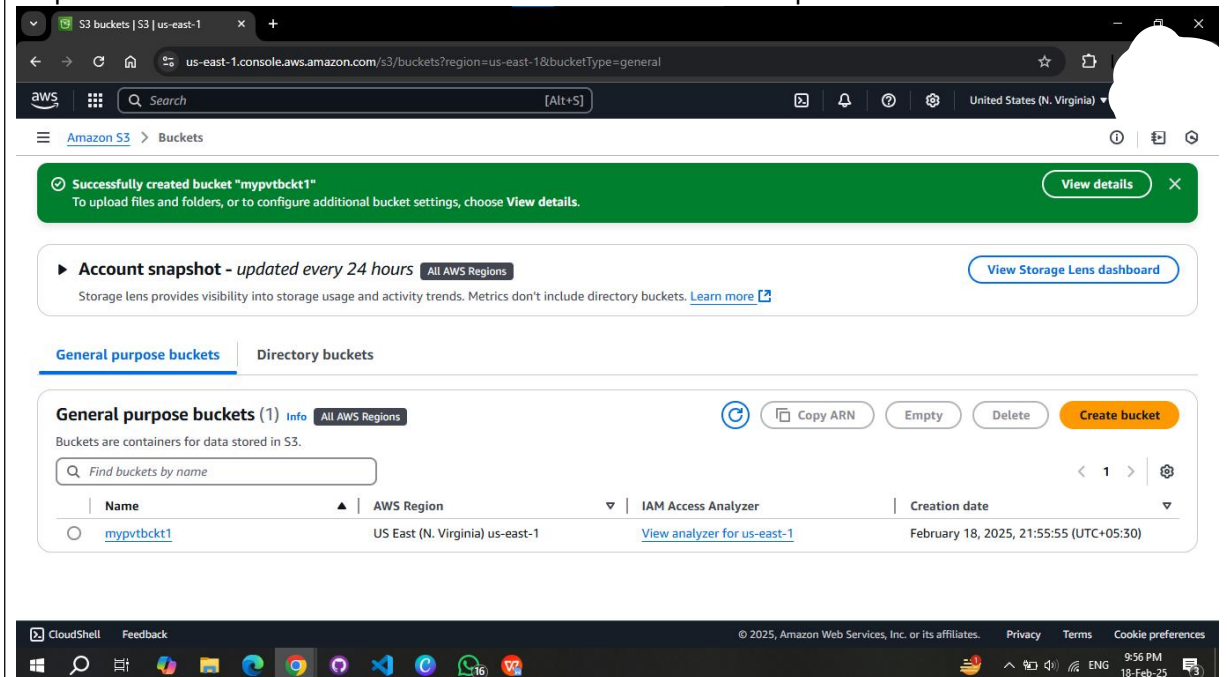 S3 buckets | S3 | us-east-1
us-east-1.console.aws.amazon.com/s3/buckets?region=us-east-1&bucketType=general
aws
Search [Alt+S] United States (N. Virginia)
Amazon S3 > Buckets
Successfully created bucket "mypvtbckt1"
To upload files and folders, or to configure additional bucket settings, choose View details.
View details
Account snapshot - updated every 24 hours All AWS Regions
View Storage Lens dashboard
Storage lens provides visibility into storage usage and activity trends. Metrics don't include directory buckets. Learn more
General purpose buckets Directory buckets
General purpose buckets (1) Info All AWS Regions
Copy ARN Empty Delete Create bucket
Buckets are containers for data stored in S3.
Find buckets by name
1
Name AWS Region IAM Access Analyzer Creation date
mypvtbckt1 US East (N. Virginia) us-east-1 View analyzer for us-east-1 February 18, 2025, 21:55:55 (UTC+05:30)
CloudShell Feedback © 2025, Amazon Web Services, Inc. or its affiliates. Privacy Terms Cookie preferences
16
ENG 9:56 PM
18-Feb-25
3